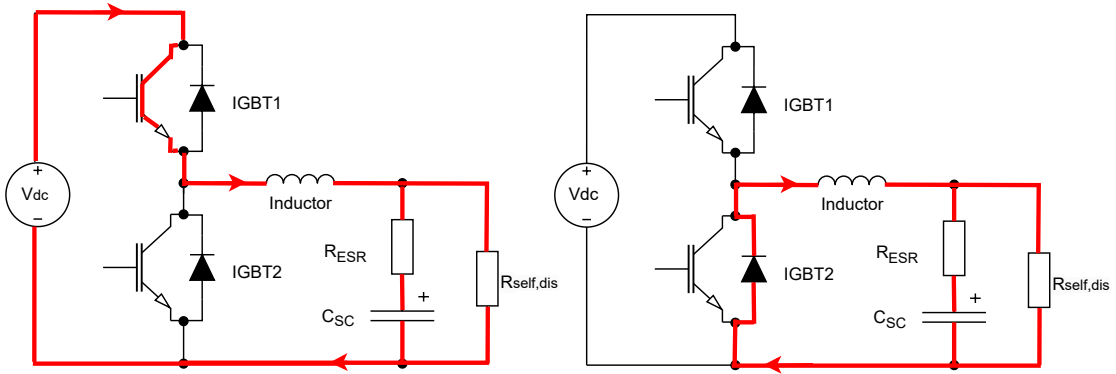 IGBT1
+
Vdc
−
Inductor
RESR
IGBT2
Rself,dis
+
CSC
IGBT1
+
Vdc
−
Inductor
RESR
IGBT2
Rself,dis
+
CSC